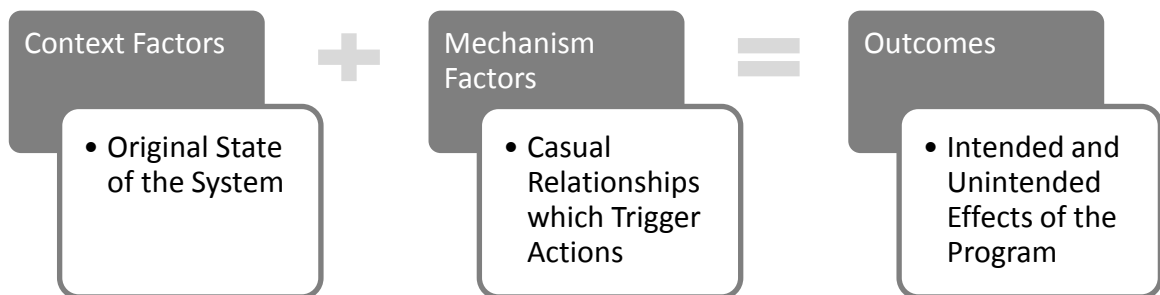 Context Factors
• Original State
of the System
Mechanism
Factors
• Casual
Relationships
which Trigger
Actions
Outcomes
• Intended and
Unintended
Effects of the
Program